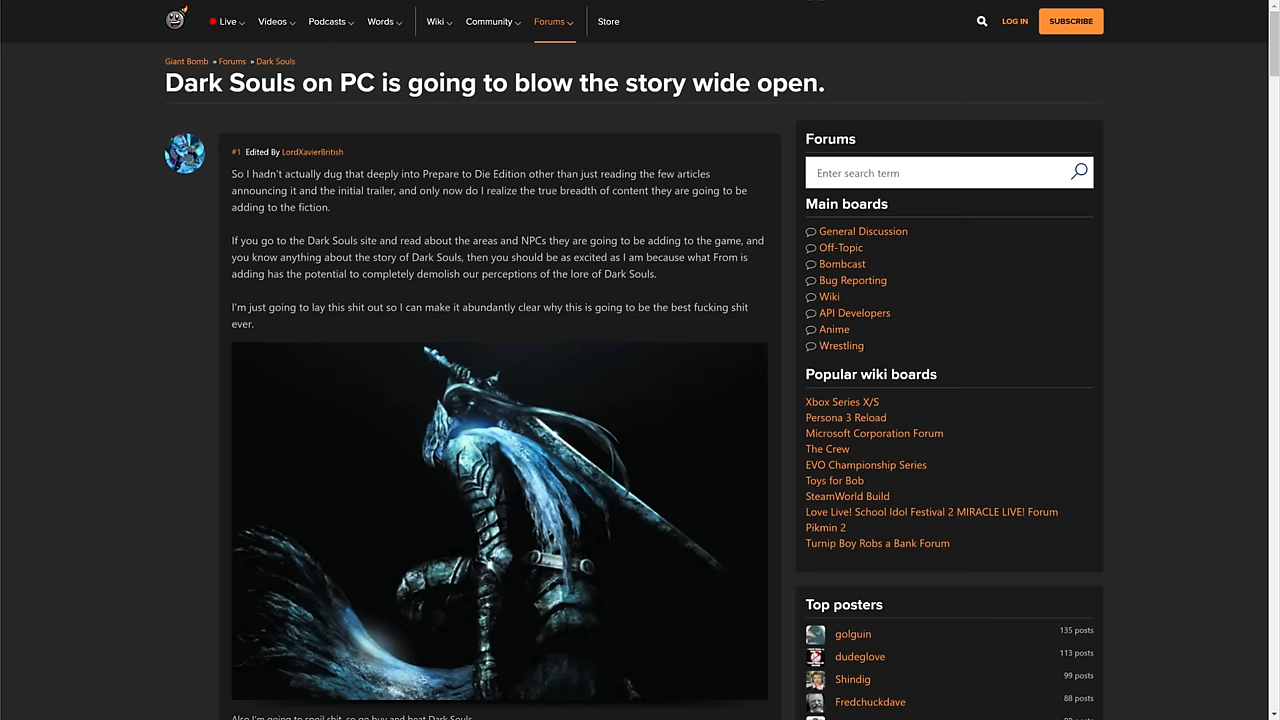 Live Videos Podcasts Words Wiki Community Forums Store LOG IN SUBSCRIBE
Giant Bomb » Forums » Dark Souls
Dark Souls on PC is going to blow the story wide open.
#1 Edited By LordXavierBritish
So I hadn't actually dug that deeply into Prepare to Die Edition other than just reading the few articles
announcing it and the initial trailer, and only now do I realize the true breadth of content they are going to be
adding to the fiction.
If you go to the Dark Souls site and read about the areas and NPCs they are going to be adding to the game, and
you know anything about the story of Dark Souls, then you should be as excited as I am because what From is
adding has the potential to completely demolish our perceptions of the lore of Dark Souls.
I'm just going to lay this shit out so I can make it abundantly clear why this is going to be the best fucking shit
ever.
Also I'm going to spoil shit, so go buy and beat Dark Souls
Forums
Enter search term
Main boards
General Discussion
Off-Topic
Bombcast
Bug Reporting
Wiki
API Developers
Anime
Wrestling
Popular wiki boards
Xbox Series X/S
Persona 3 Reload
Microsoft Corporation Forum
The Crew
EVO Championship Series
Toys for Bob
SteamWorld Build
Love Live! School Idol Festival 2 MIRACLE LIVE! Forum
Pikmin 2
Turnip Boy Robs a Bank Forum
Top posters
golguin 135 posts
dudeglove 113 posts
Shindig 99 posts
Fredchuckdave 88 posts